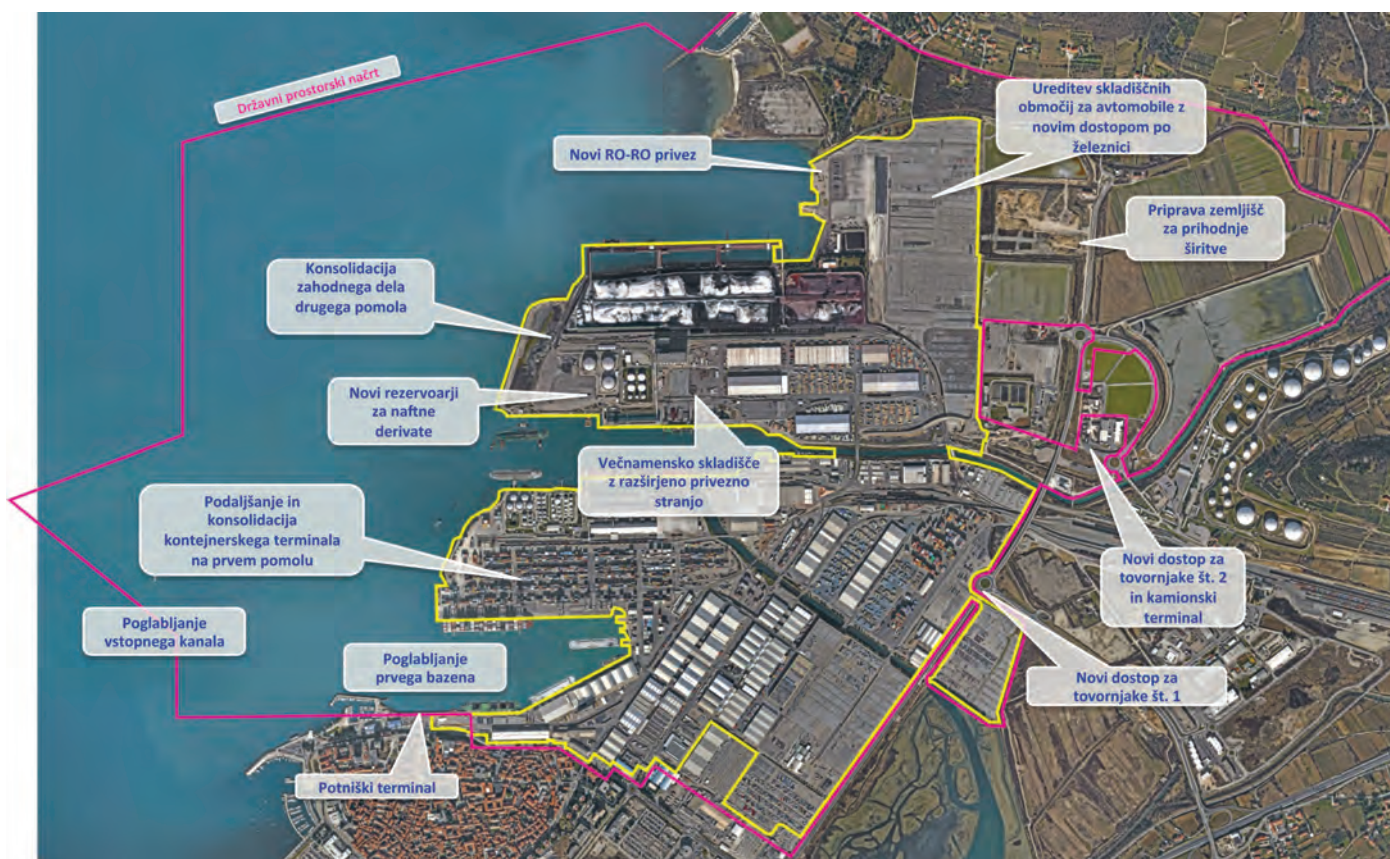 Državni prostorski načrt
Ureditev skladiščnih
območij za avtomobile z
novim dostopom po
železnici
Novi RO-RO privez
Priprava zemljišč
za prihodnje
širitve
Konsolidacija
zahodnega dela
drugega pomola
Novi rezervoarji
za naftne
derivate
Večnamensko skladišče
z razširjeno privezno
stranjo
Podaljšanje in
konsolidacija
kontejnerskega terminala
na prvem pomolu
Novi dostop za
tovornjake št. 2
in kamionski
terminal
Poglabljanje
vstopnega kanala
Poglabljanje
prvega bazena
Novi dostop za
tovornjake št. 1
Potniški terminal